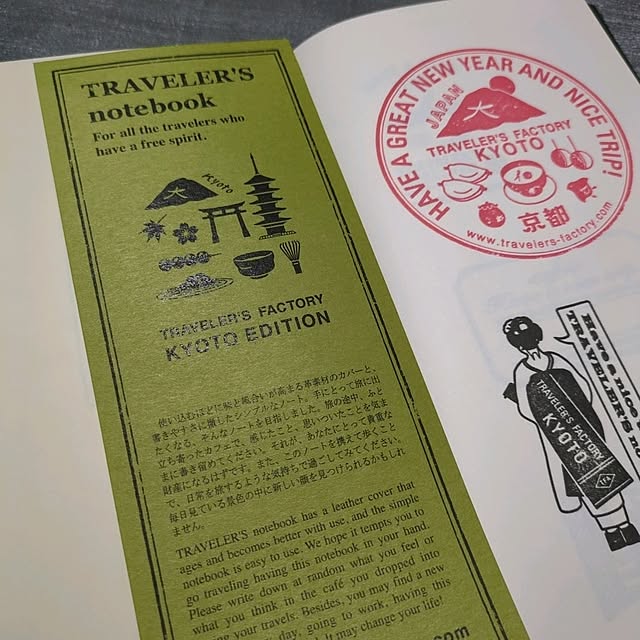 TRAVELER'S
notebook
For all the travelers who
have a free spirit.
Kyoto
TRAVELER'S FACTORY
KYOTO EDITION
使い込むほどに味と風合いが高まる革素材のカバーと、
書きやすさに徹したシンプルなノート。手にとって旅に出
たくなる、そんなノートを目指しました。旅の途中、ふと
立ち寄ったカフェで、感じたこと、思いついたことを気ま
まに書き留めてください。それが、あなたにとって貴重な
財産になるはずです。また、このノートを携えて歩くこと
で、日常を旅するような気持ちで過ごしてみてください。
毎日見ている景色の中に新しい顔を見つけられるかもしれ
ません。
TRAVELER'S notebook has a leather cover that
ages and becomes better with use, and the simple
notebook is easy to use. We hope it tempts you to
go traveling having this notebook in your hand.
Please write down at random what you feel or
what you think in the café you dropped into
your travels. Besides, you may find a new
day, going to work, having this
It may change your life!
com
HAVE A GREAT NEW YEAR AND NICE TRIP!
JAPAN
大
TRAVELER'S FACTORY
KYOTO
京都
www.travelers-factory.com
Have a nice
TRAVELER'S
TRAVELER'S FACTORY
KYOTO